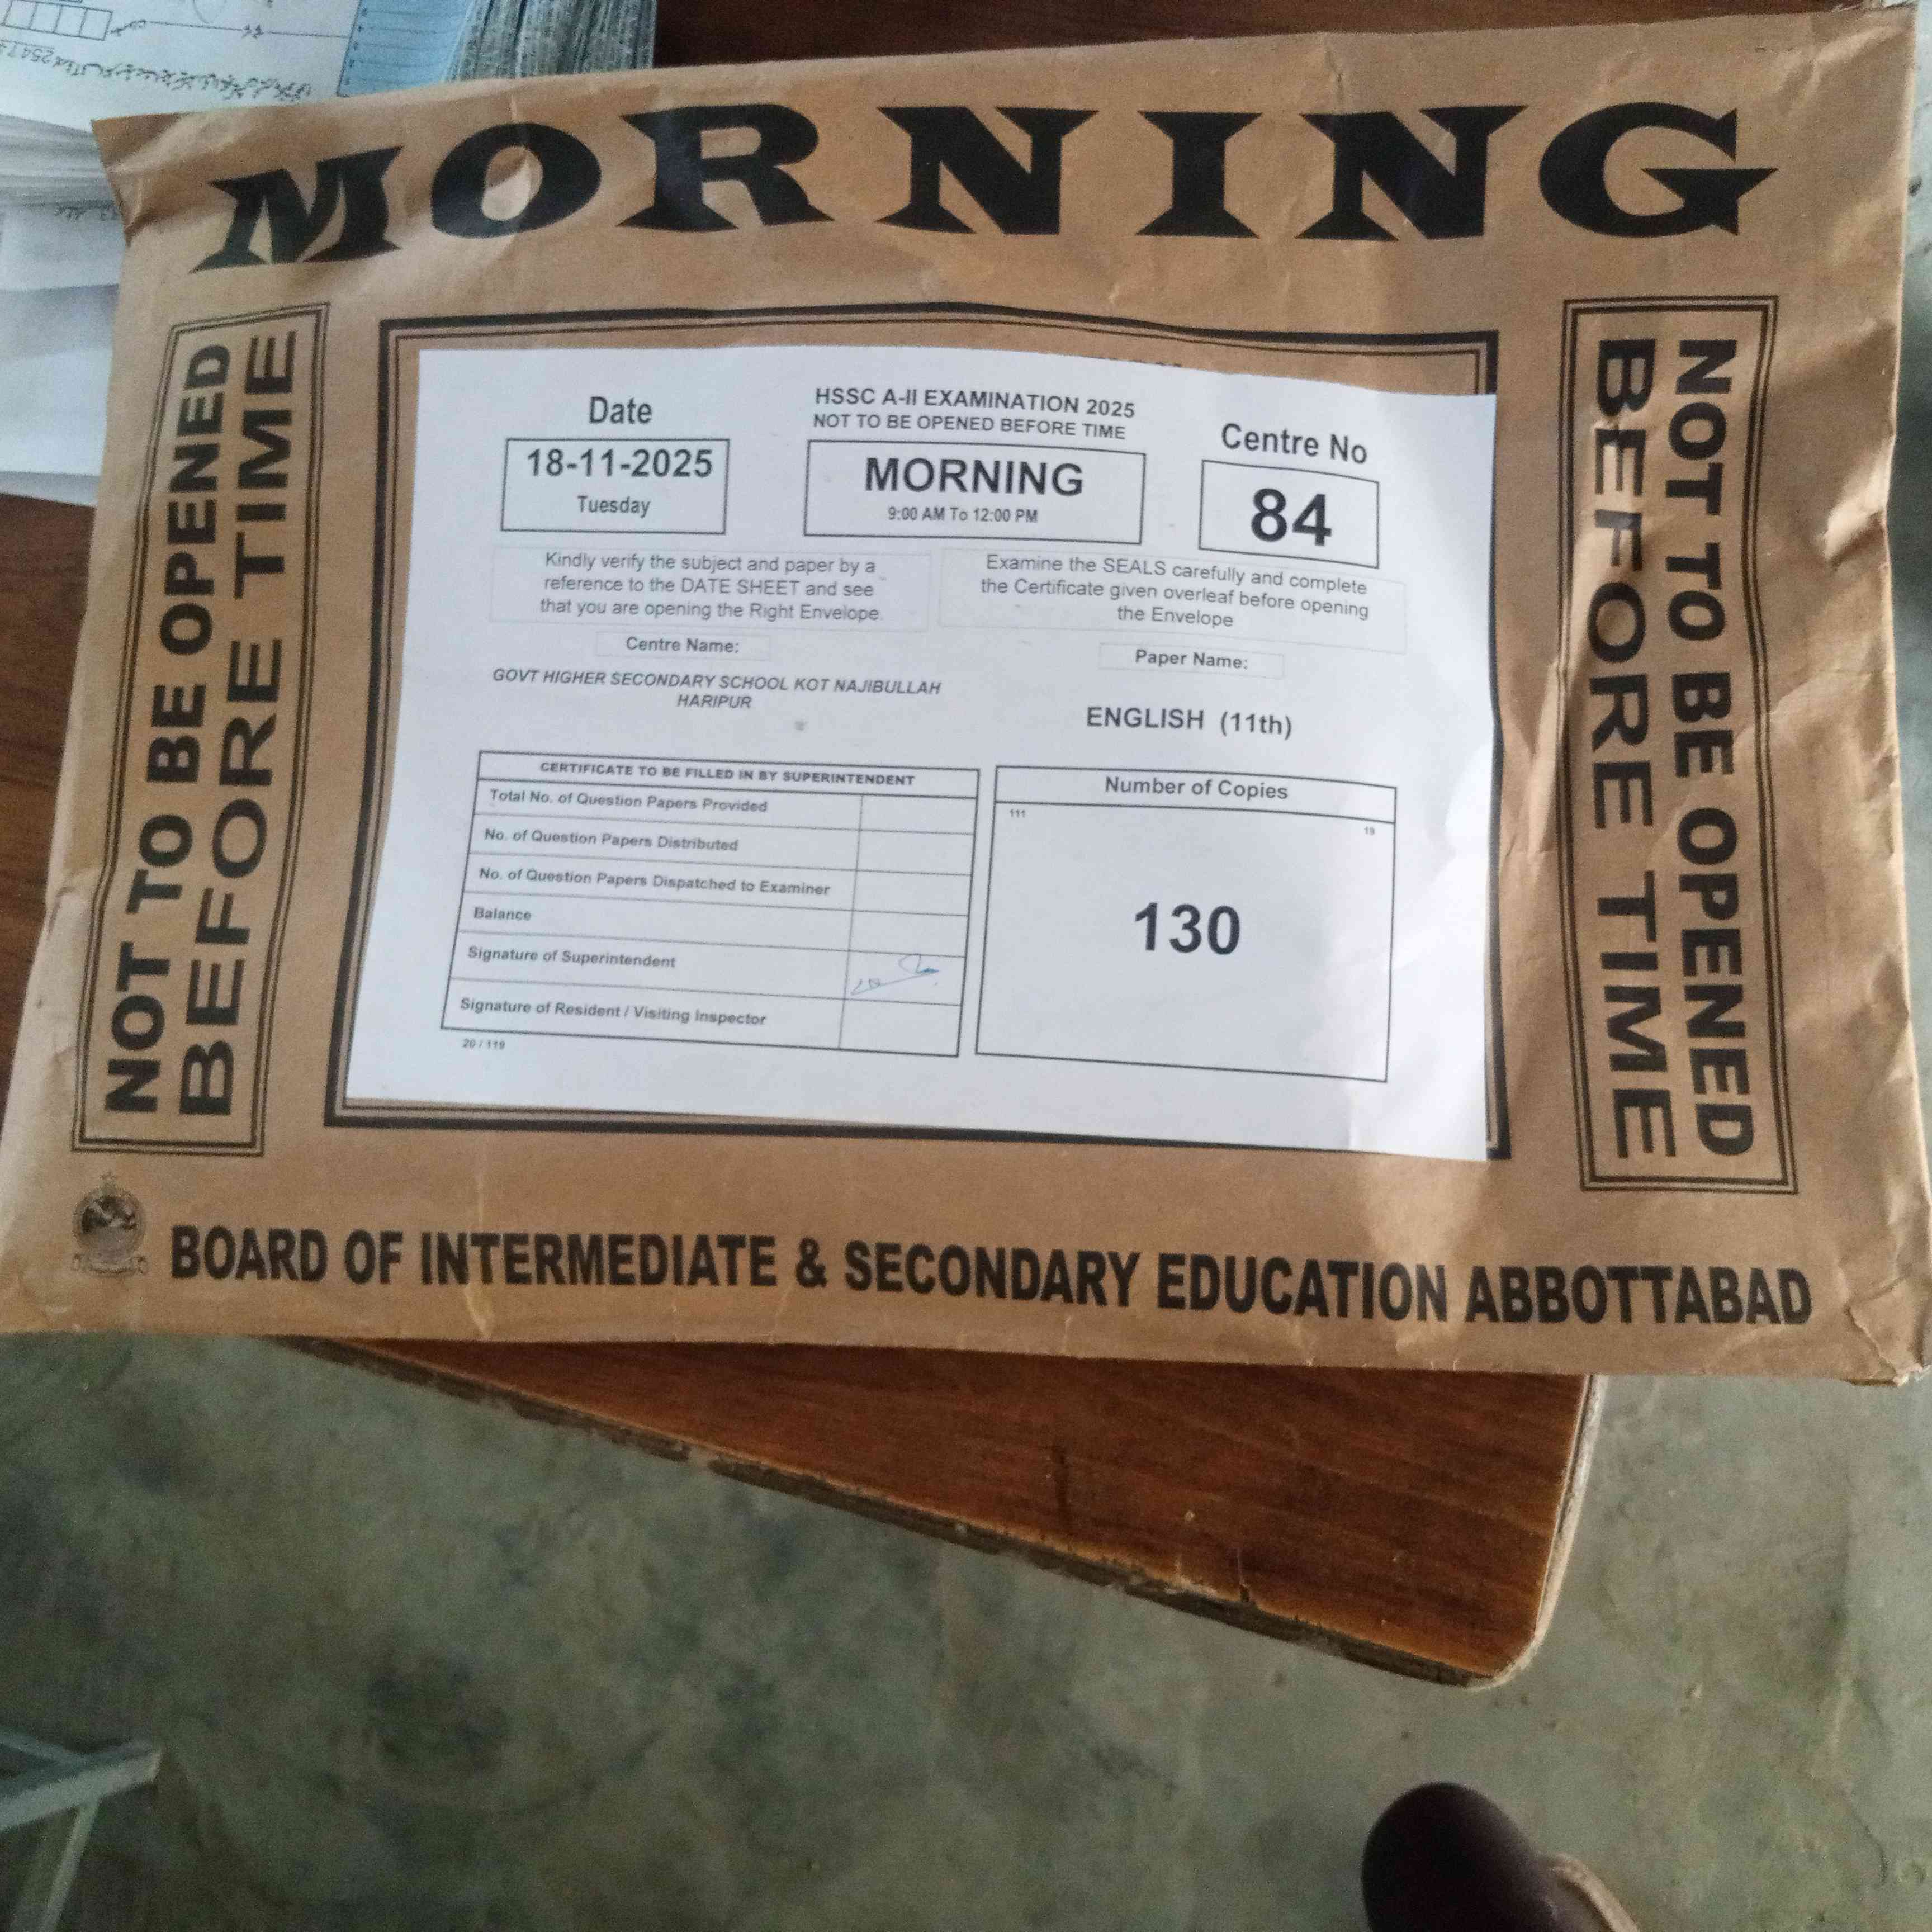 MORNING
NOT TO BE OPENED
BEFORE TIME
Date
18-11-2025
Tuesday
HSSC A-II EXAMINATION 2025
NOT TO BE OPENED BEFORE TIME
MORNING
9:00 AM To 12:00 PM
Centre No
84
Kindly verify the subject and paper by a
reference to the DATE SHEET and see
that you are opening the Right Envelope
Examine the SEALS carefully and complete
the Certificate given overleaf before opening
the Envelope
Centre Name:
GOVT HIGHER SECONDARY SCHOOL KOT NAJIBULLAH
HARIPUR
Paper Name:
ENGLISH (11th)
CERTIFICATE TO BE FILLED IN BY SUPERINTENDENT
Total No. of Question Papers Provided
No. of Question Papers Distributed
No. of Question Papers Dispatched to Examiner
Balance
Signature of Superintendent
Signature of Resident / Visiting Inspector
20 / 119
Number of Copies
111
19
130
NOT TO BE OPENED
BEFORE TIME
BOARD OF INTERMEDIATE & SECONDARY EDUCATION ABBOTTABAD